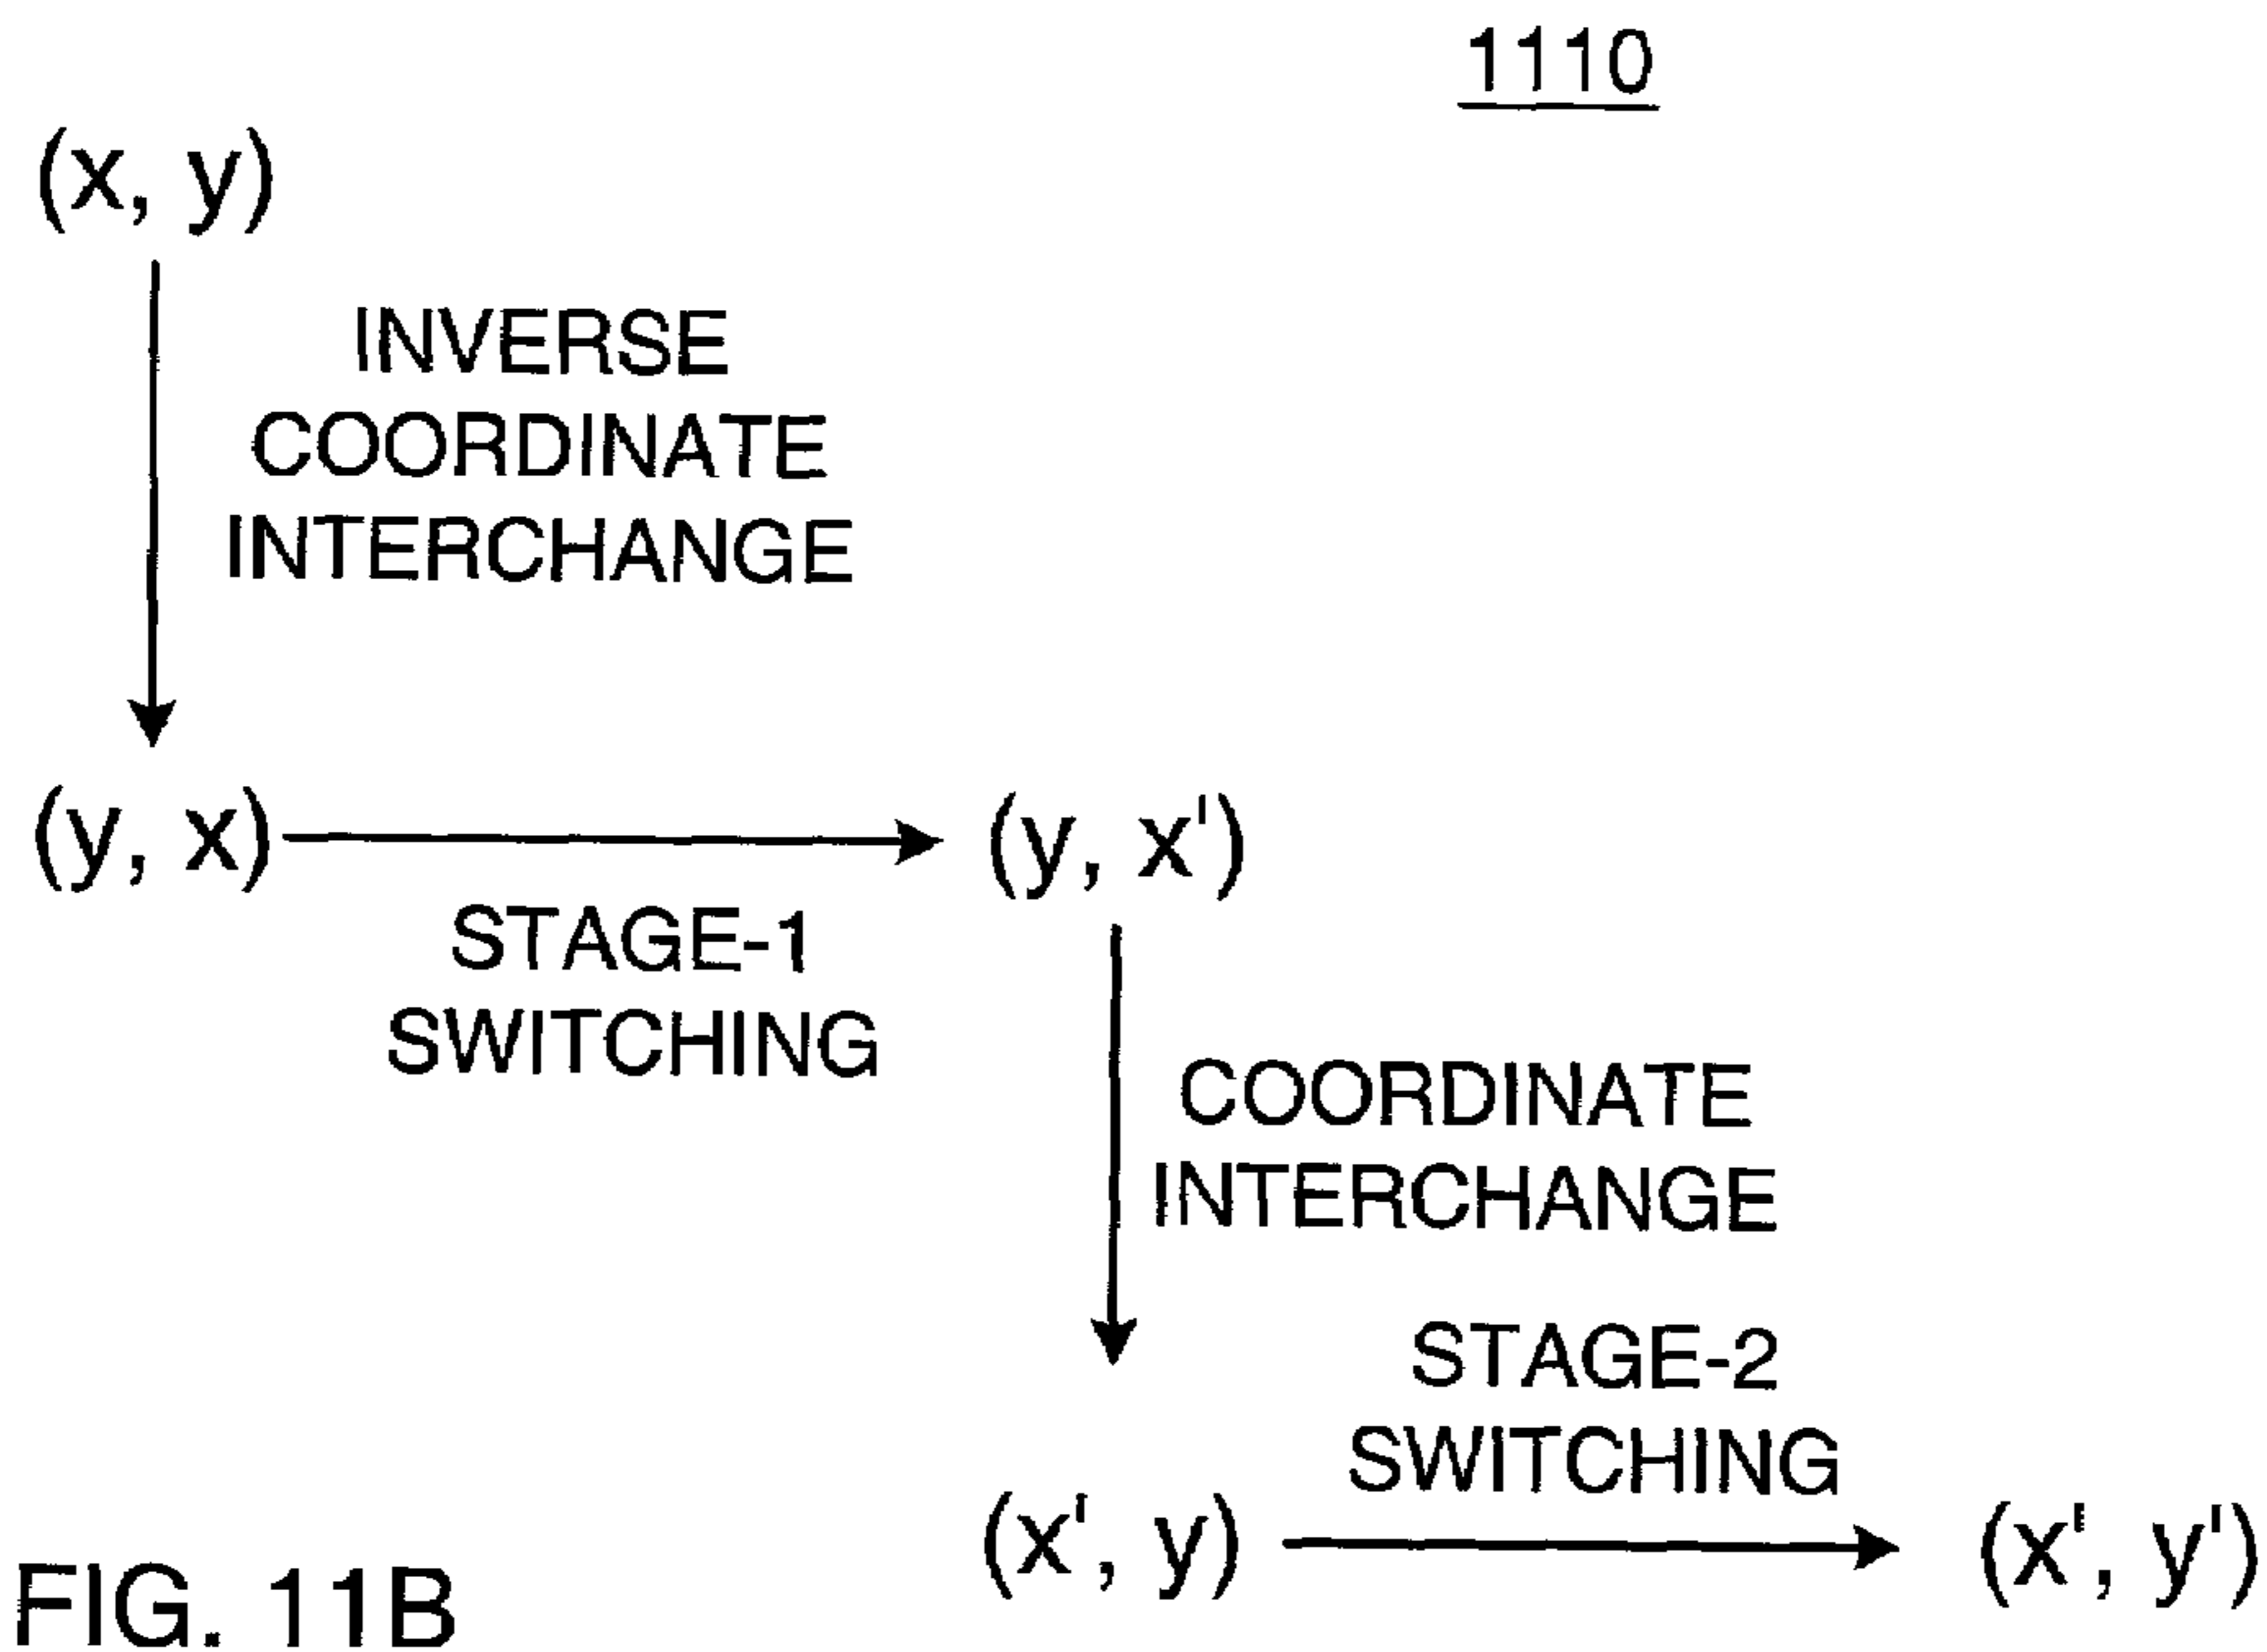 1110
(x, y)
INVERSE
COORDINATE
INTERCHANGE
(y, x)
(y, x')
STAGE-1
SWITCHING
COORDINATE
INTERCHANGE
STAGE-2
SWITCHING
(x', y)
(x', y')
FIG. 11B